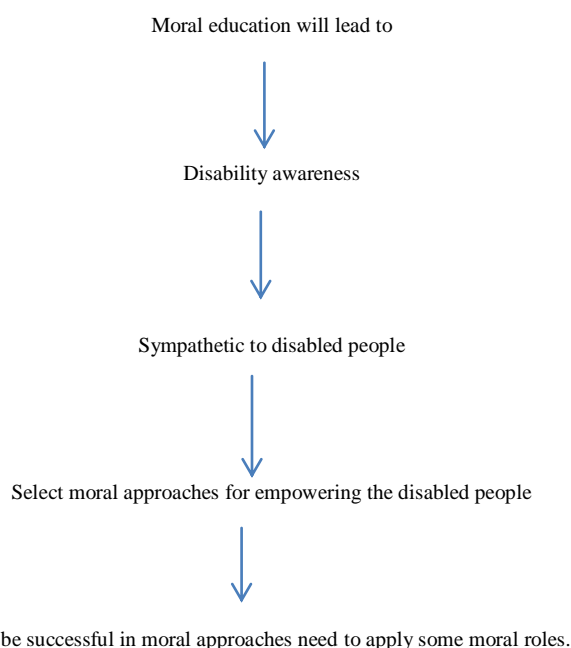 Moral education will lead to
Disability awareness
Sympathetic to disabled people
Select moral approaches for empowering the disabled people
be successful in moral approaches need to apply some moral roles.